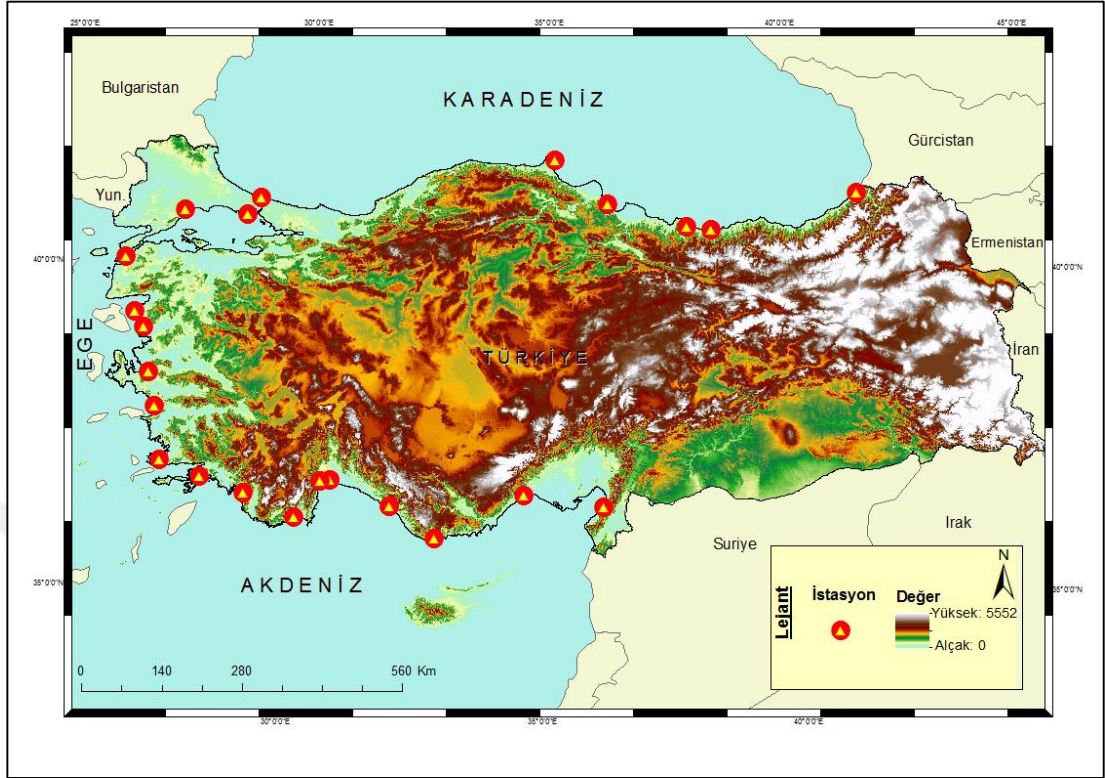 25°0'0"E 30°0'0"E 35°0'0"E 40°0'0"E 45°0'0"E
Bulgaristan
KARADENİZ
Gürcistan
Yun.
Ermenistan
40°0'0"N 40°0'0"N
EGE
TÜRKİYE
İran
Irak
Suriye
AKDENİZ
35°0'0"N 35°0'0"N
N
Lejant
İstasyon
Değer
Yüksek: 5552
Alçak: 0
0 140 280 560 Km
30°0'0"E 35°0'0"E 40°0'0"E